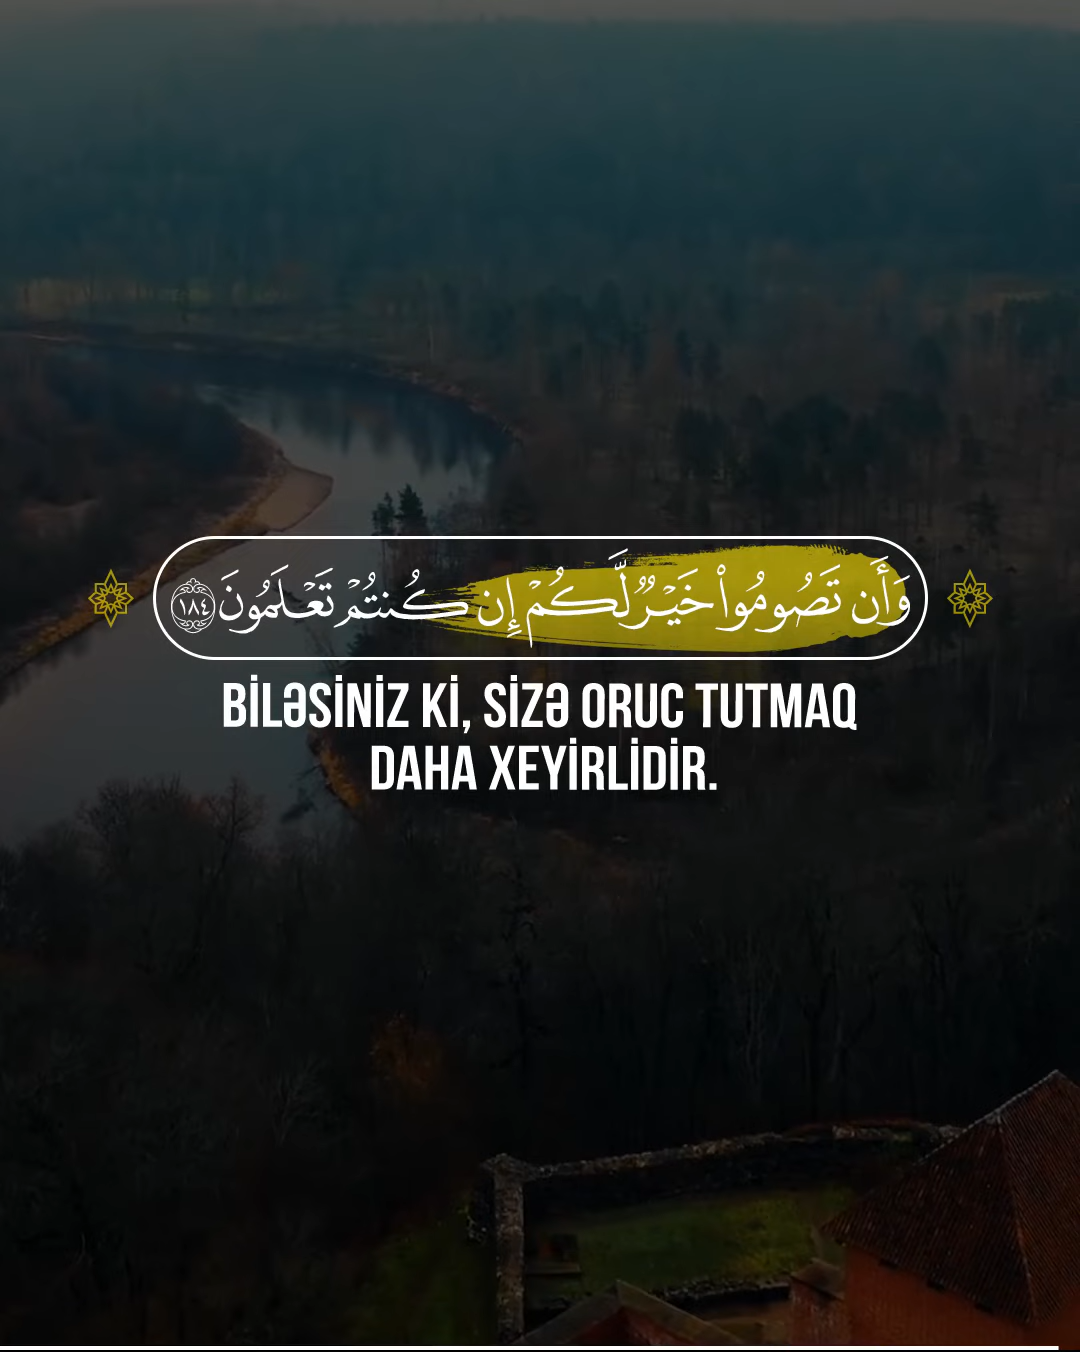 وَأَن تَصُومُوا۟ خَيْرٌ لَّكُمْ إِن كُنتُمْ تَعْلَمُونَ ١٨٤
BİLƏSİNİZ Kİ, SİZƏ ORUC TUTMAQ
DAHA XEYİRLİDİR.